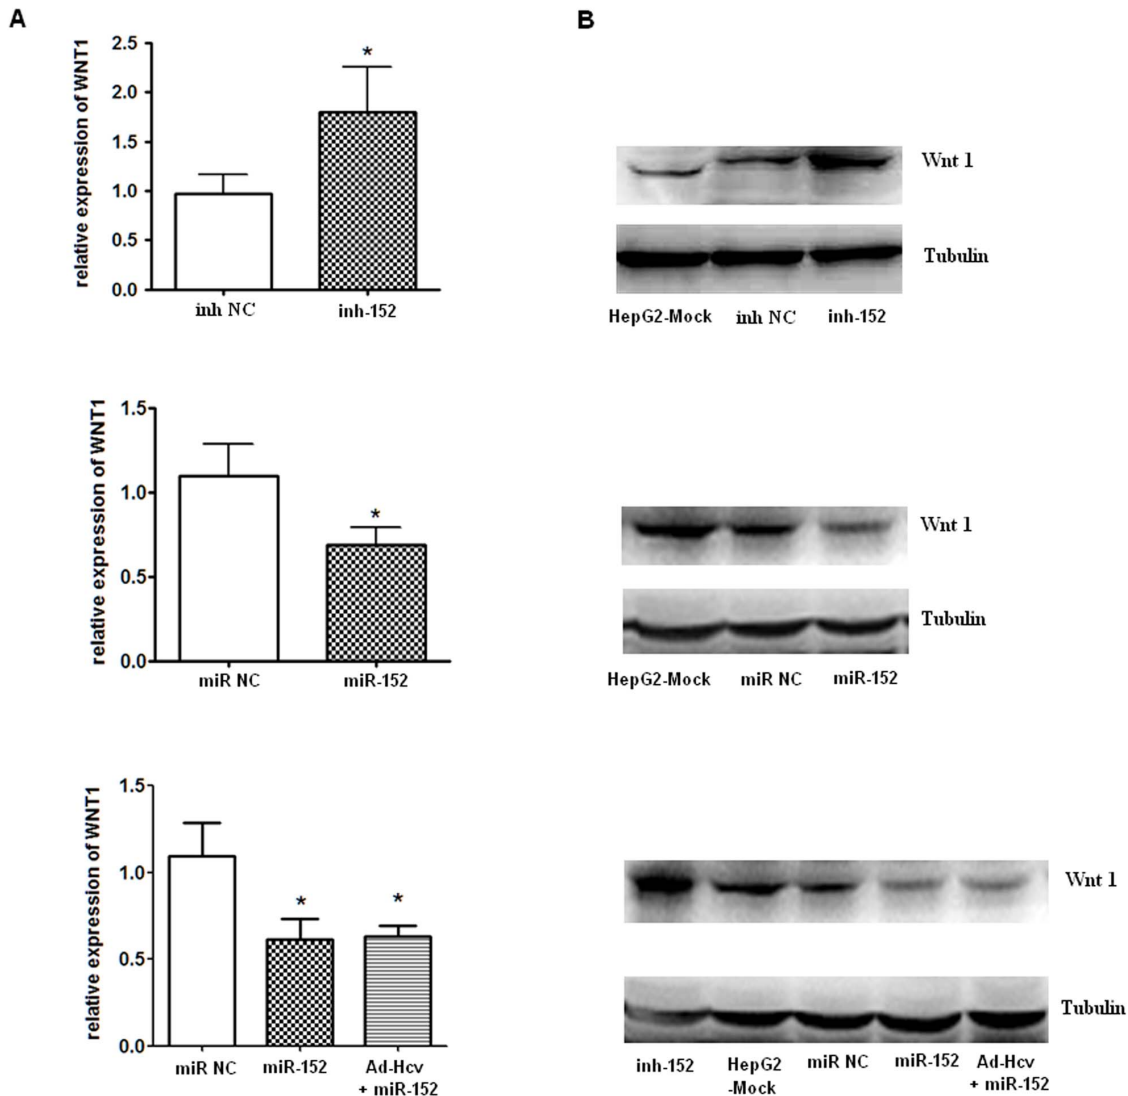 A
B
relative expression of WNT1
2.5
2.0
1.5
1.0
0.5
0.0
*
inh NC
inh-152
Wnt 1
Tubulin
HepG2-Mock
inh NC
inh-152
relative expression of WNT1
1.5
1.0
0.5
0.0
*
miR NC
miR-152
Wnt 1
Tubulin
HepG2-Mock
miR NC
miR-152
relative expression of WNT1
1.5
1.0
0.5
0.0
*
*
miR NC
miR-152
Ad-Hcv
+ miR-152
Wnt 1
Tubulin
inh-152
HepG2
-Mock
miR NC
miR-152
Ad-Hcv
+ miR-152